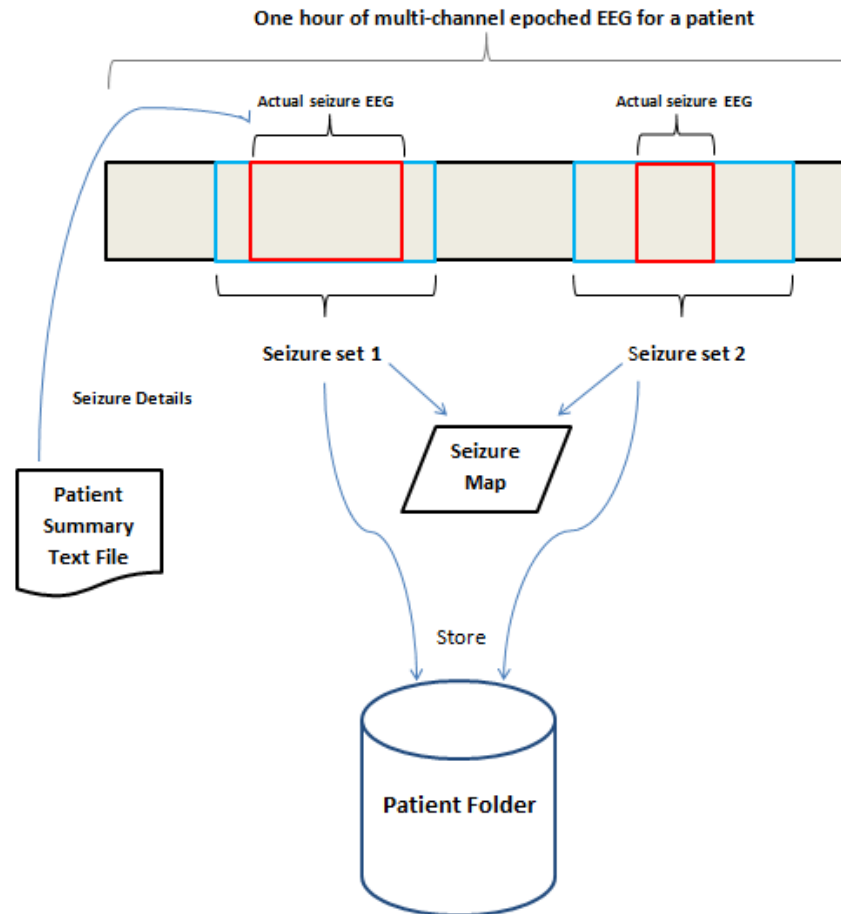 One hour of multi-channel epoched EEG for a patient
Actual seizure EEG
Actual seizure EEG
Seizure set 1
Seizure set 2
Seizure Details
Seizure
Map
Patient
Summary
Text File
Store
Patient Folder